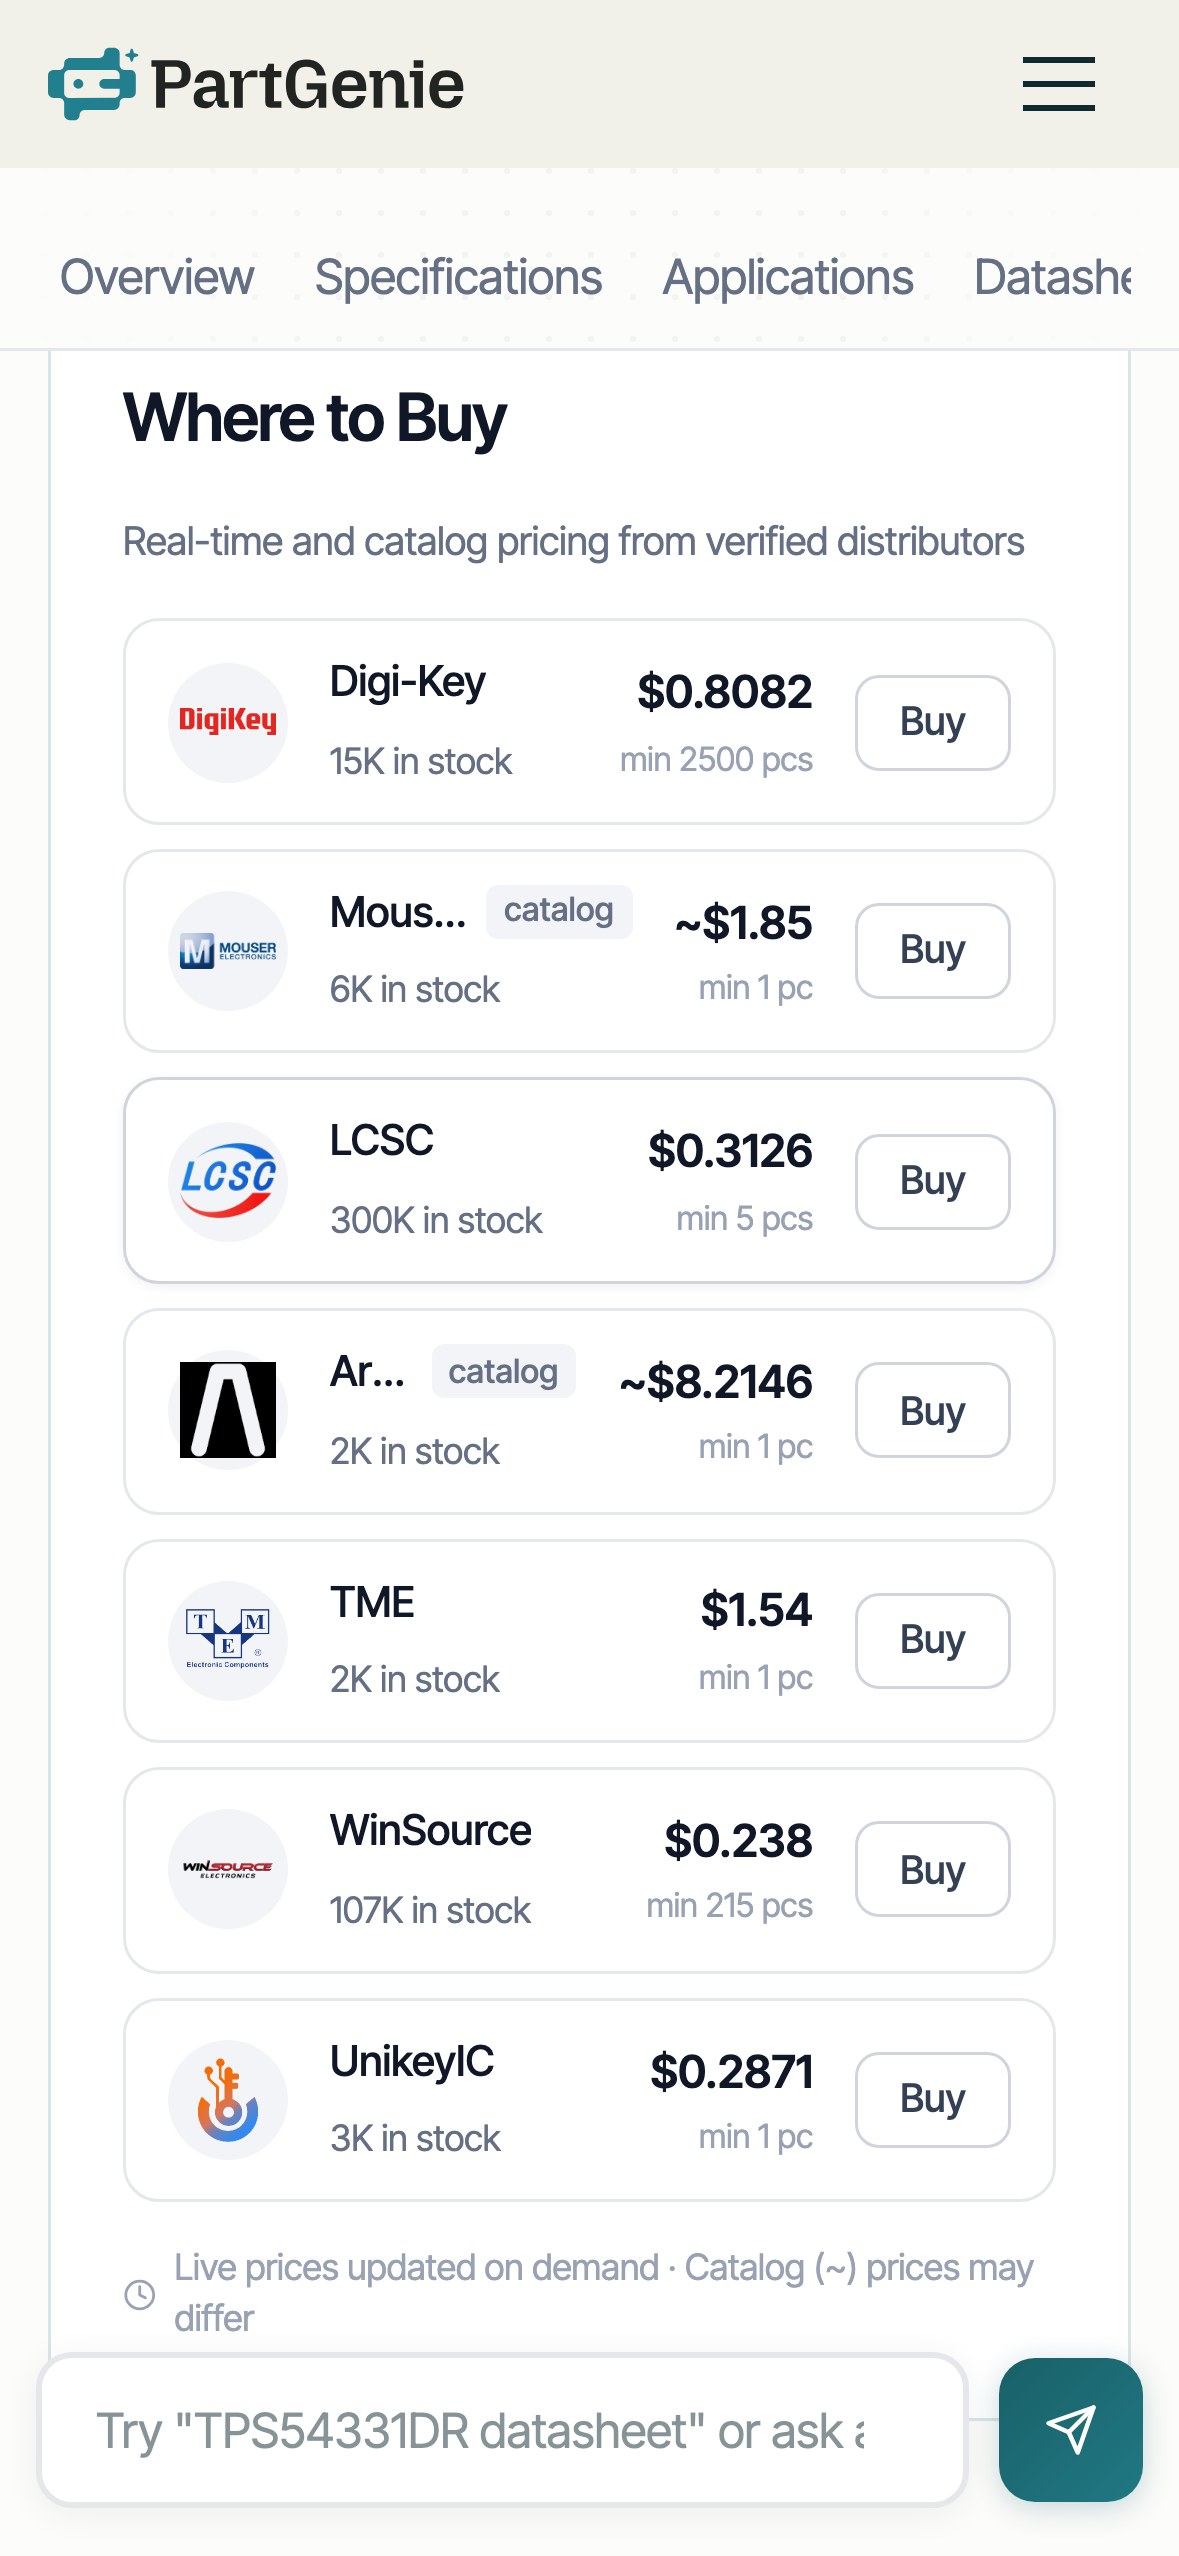 PartGenie
Overview Specifications Applications Datashe
Where to Buy
Real-time and catalog pricing from verified distributors
DigiKey
Digi-Key
15K in stock
$0.8082
min 2500 pcs
Buy
M MOUSER
ELECTRONICS
Mous... catalog
6K in stock
~$1.85
min 1 pc
Buy
LCSC
LCSC
300K in stock
$0.3126
min 5 pcs
Buy
Ar... catalog
2K in stock
~$8.2146
min 1 pc
Buy
T M
E ®
Electronic Components
TME
2K in stock
$1.54
min 1 pc
Buy
WINSOURCE
ELECTRONICS
WinSource
107K in stock
$0.238
min 215 pcs
Buy
UnikeyIC
3K in stock
$0.2871
min 1 pc
Buy
Live prices updated on demand · Catalog (~) prices may
differ
Try "TPS54331DR datasheet" or ask a